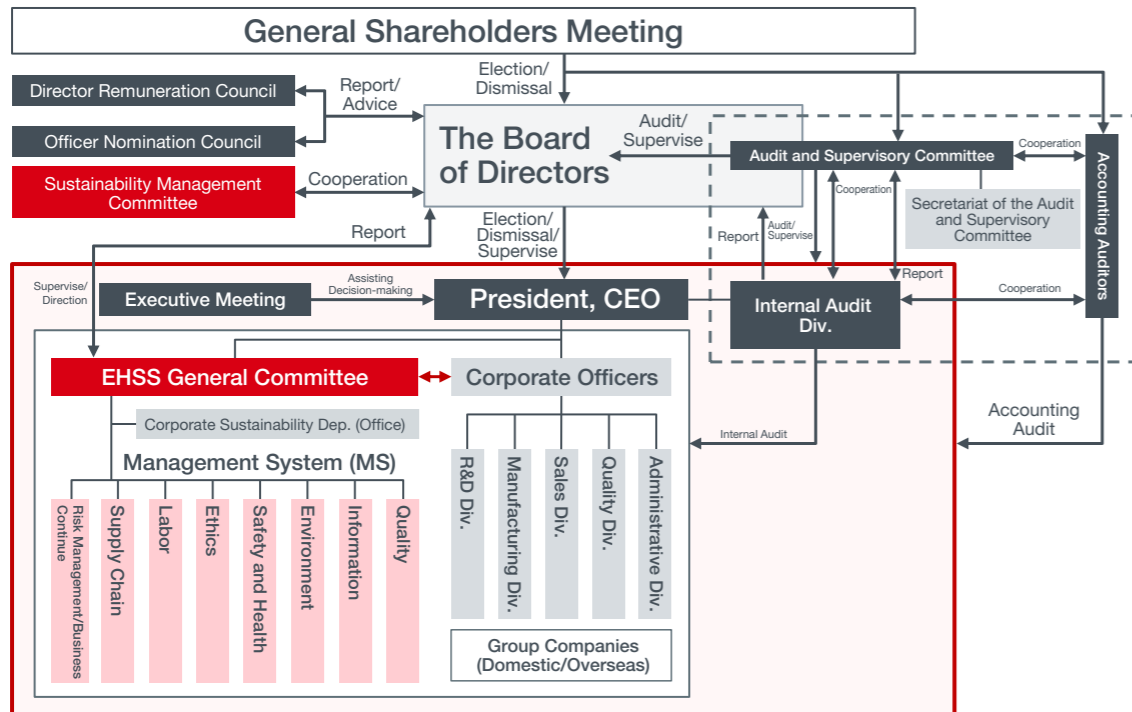 General Shareholders Meeting
Director Remuneration Council
Officer Nomination Council
Sustainability Management
Committee
Report/
Advice
Cooperation
Report
Election/
Dismissal
The Board
of Directors
Audit/
Supervise
Audit and Supervisory Committee
Cooperation
Accounting Auditors
Secretariat of the Audit
and Supervisory
Committee
Cooperation
Election/
Dismissal/
Supervise
Report
Audit/
Supervise
Report
Supervise/
Direction
Executive Meeting
Assisting
Decision-making
President, CEO
Internal Audit
Div.
Cooperation
EHSS General Committee
Corporate Officers
Corporate Sustainability Dep. (Office)
Internal Audit
Accounting
Audit
Management System (MS)
Risk Management/Business
Continue
Supply Chain
Labor
Ethics
Safety and Health
Environment
Information
Quality
R&D Div.
Manufacturing Div.
Sales Div.
Quality Div.
Administrative Div.
Group Companies
(Domestic/Overseas)